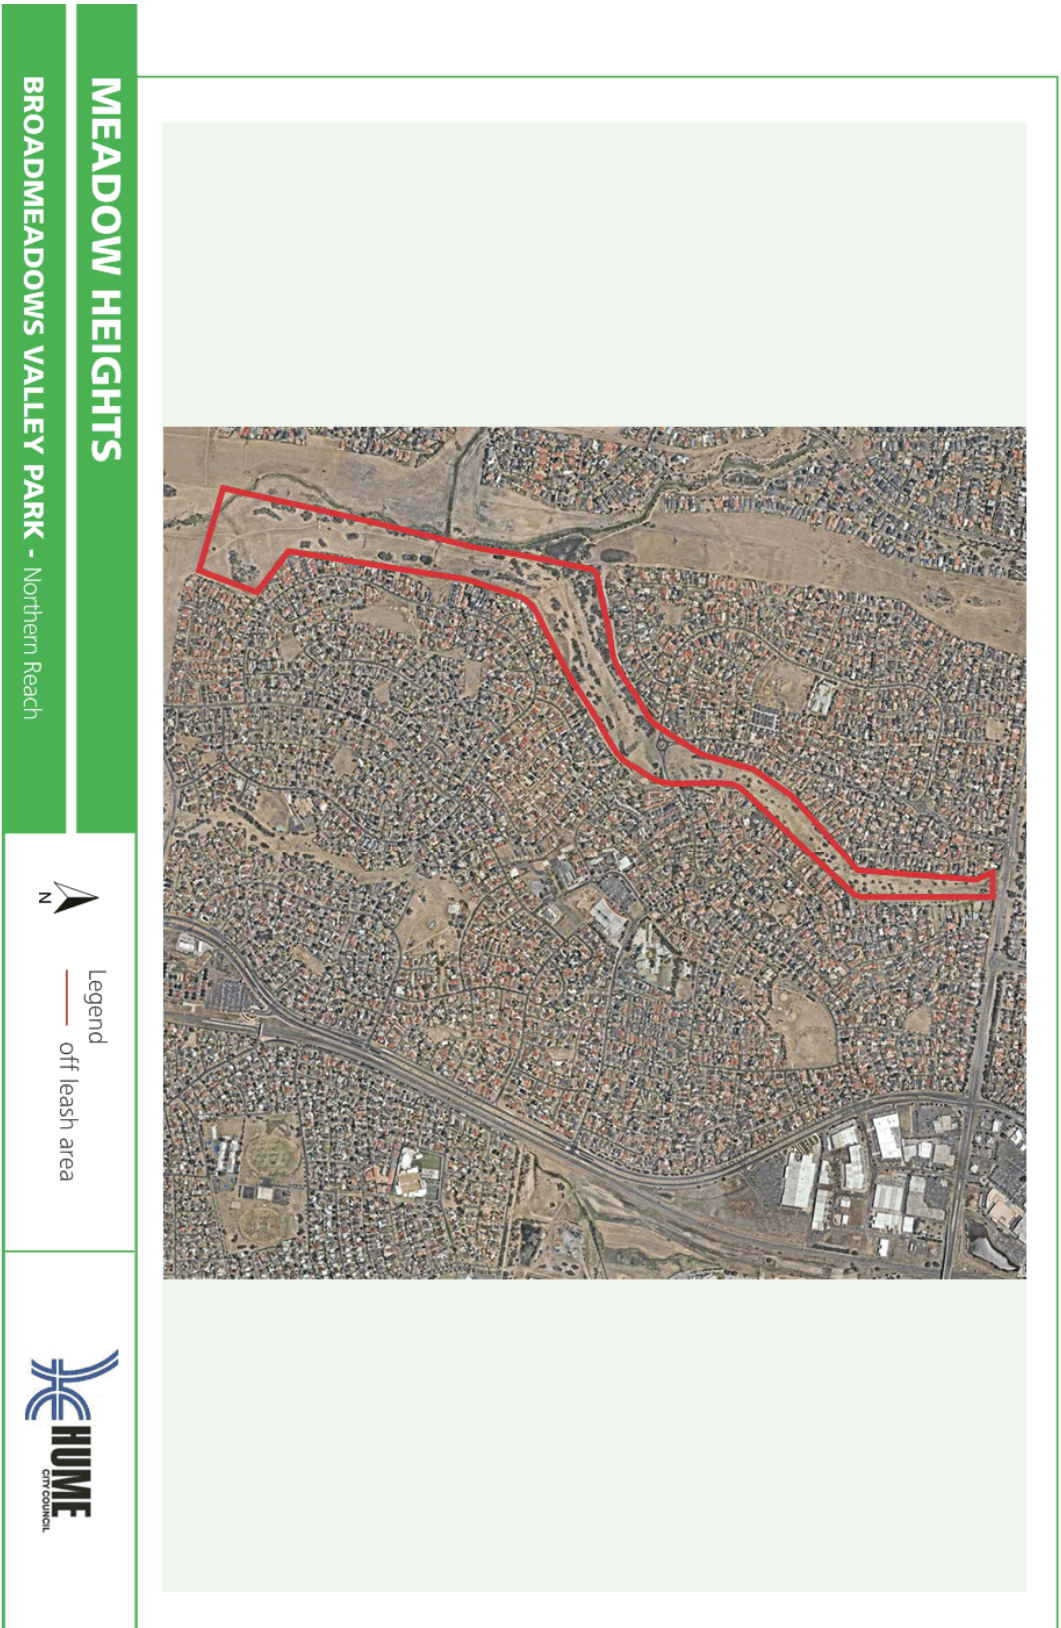 MEADOW HEIGHTS
BROADMEADOWS VALLEY PARK - Northern Reach
N
Legend
off leash area
HUME
CITY COUNCIL